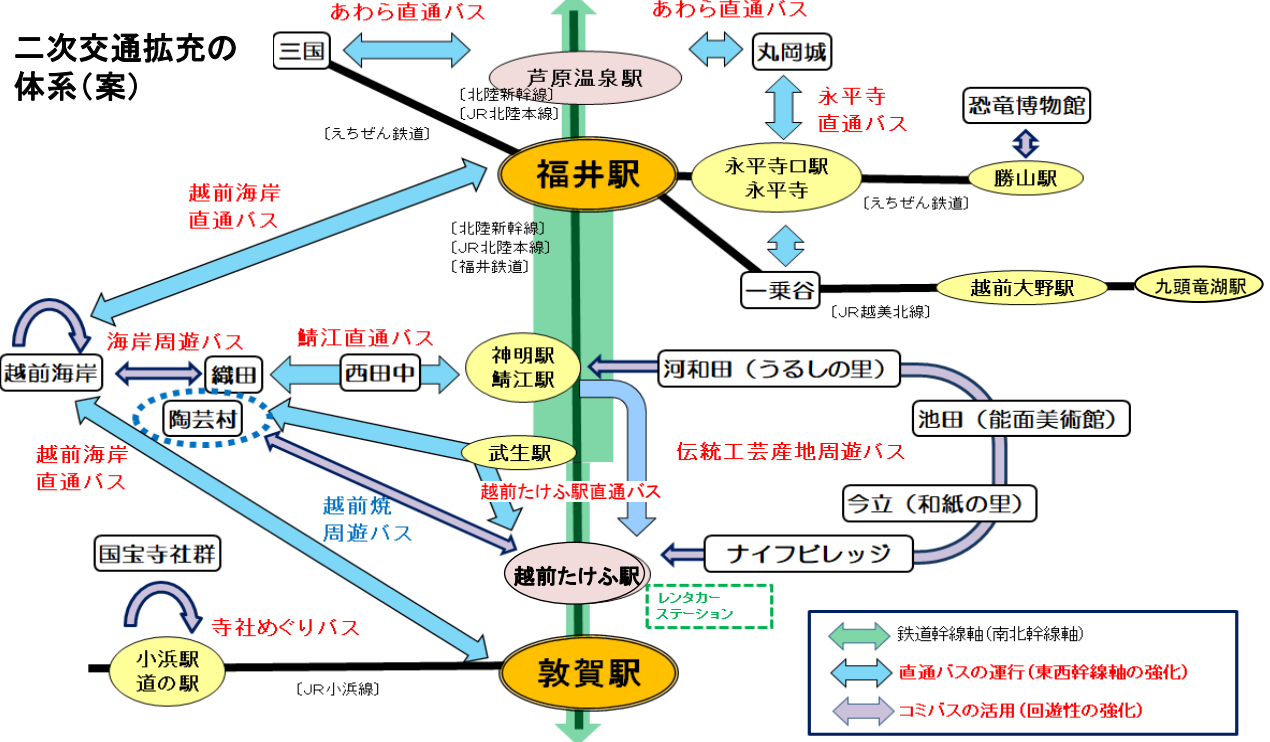 二次交通拡充の
体系（案）
あわら直通バス
あわら直通バス
三国
芦原温泉駅
丸岡城
〔北陸新幹線〕
〔JR北陸本線〕
〔えちぜん鉄道〕
永平寺
直通バス
恐竜博物館
福井駅
永平寺口駅
永平寺
勝山駅
〔えちぜん鉄道〕
越前海岸
直通バス
〔北陸新幹線〕
〔JR北陸本線〕
〔福井鉄道〕
一乗谷
越前大野駅
九頭竜湖駅
〔JR越美北線〕
海岸周遊バス
鯖江直通バス
越前海岸
織田
西田中
神明駅
鯖江駅
河和田（うるしの里）
陶芸村
池田（能面美術館）
越前海岸
直通バス
武生駅
伝統工芸産地周遊バス
越前たけふ駅直通バス
越前焼
周遊バス
今立（和紙の里）
国宝寺社群
ナイフビレッジ
越前たけふ駅
レンタカー
ステーション
寺社めぐりバス
小浜駅
道の駅
〔JR小浜線〕
敦賀駅
鉄道幹線軸（南北幹線軸）
直通バスの運行（東西幹線軸の強化）
コミバスの活用（回遊性の強化）